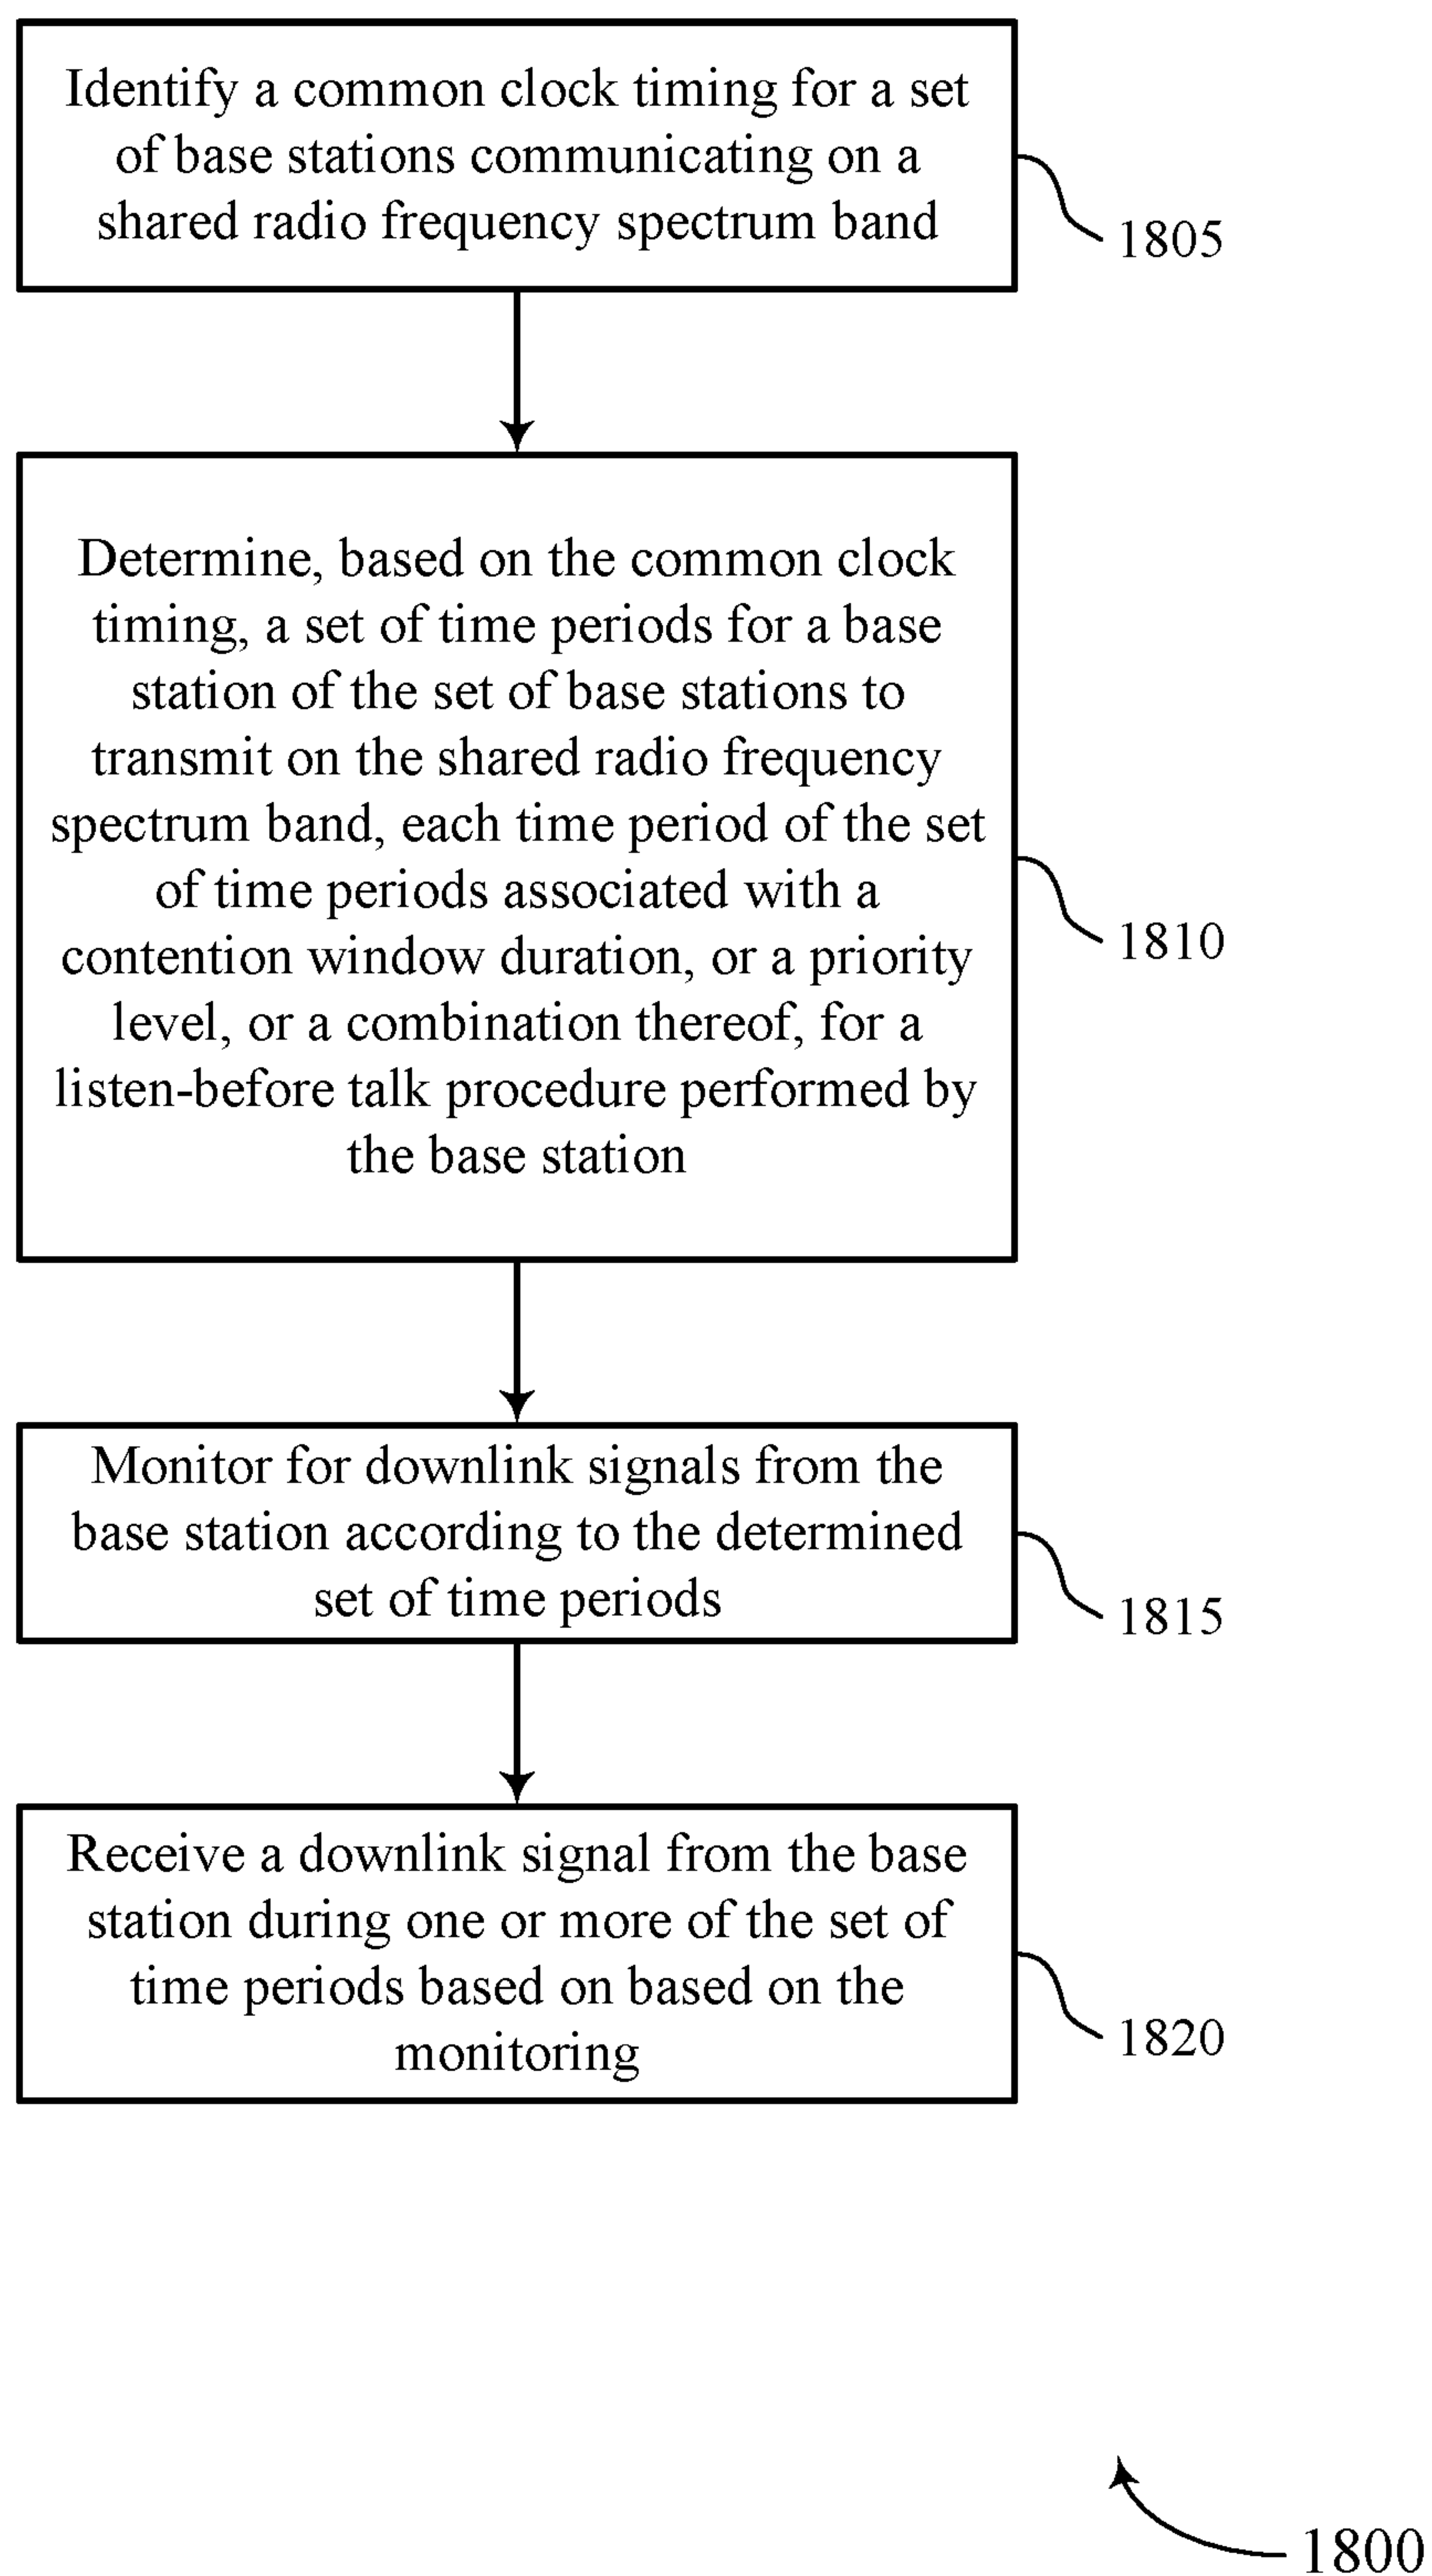 Identify a common clock timing for a set
of base stations communicating on a
shared radio frequency spectrum band
1805
Determine, based on the common clock
timing, a set of time periods for a base
station of the set of base stations to
transmit on the shared radio frequency
spectrum band, each time period of the set
of time periods associated with a
contention window duration, or a priority
level, or a combination thereof, for a
listen-before talk procedure performed by
the base station
1810
Monitor for downlink signals from the
base station according to the determined
set of time periods
1815
Receive a downlink signal from the base
station during one or more of the set of
time periods based on based on the
monitoring
1820
1800